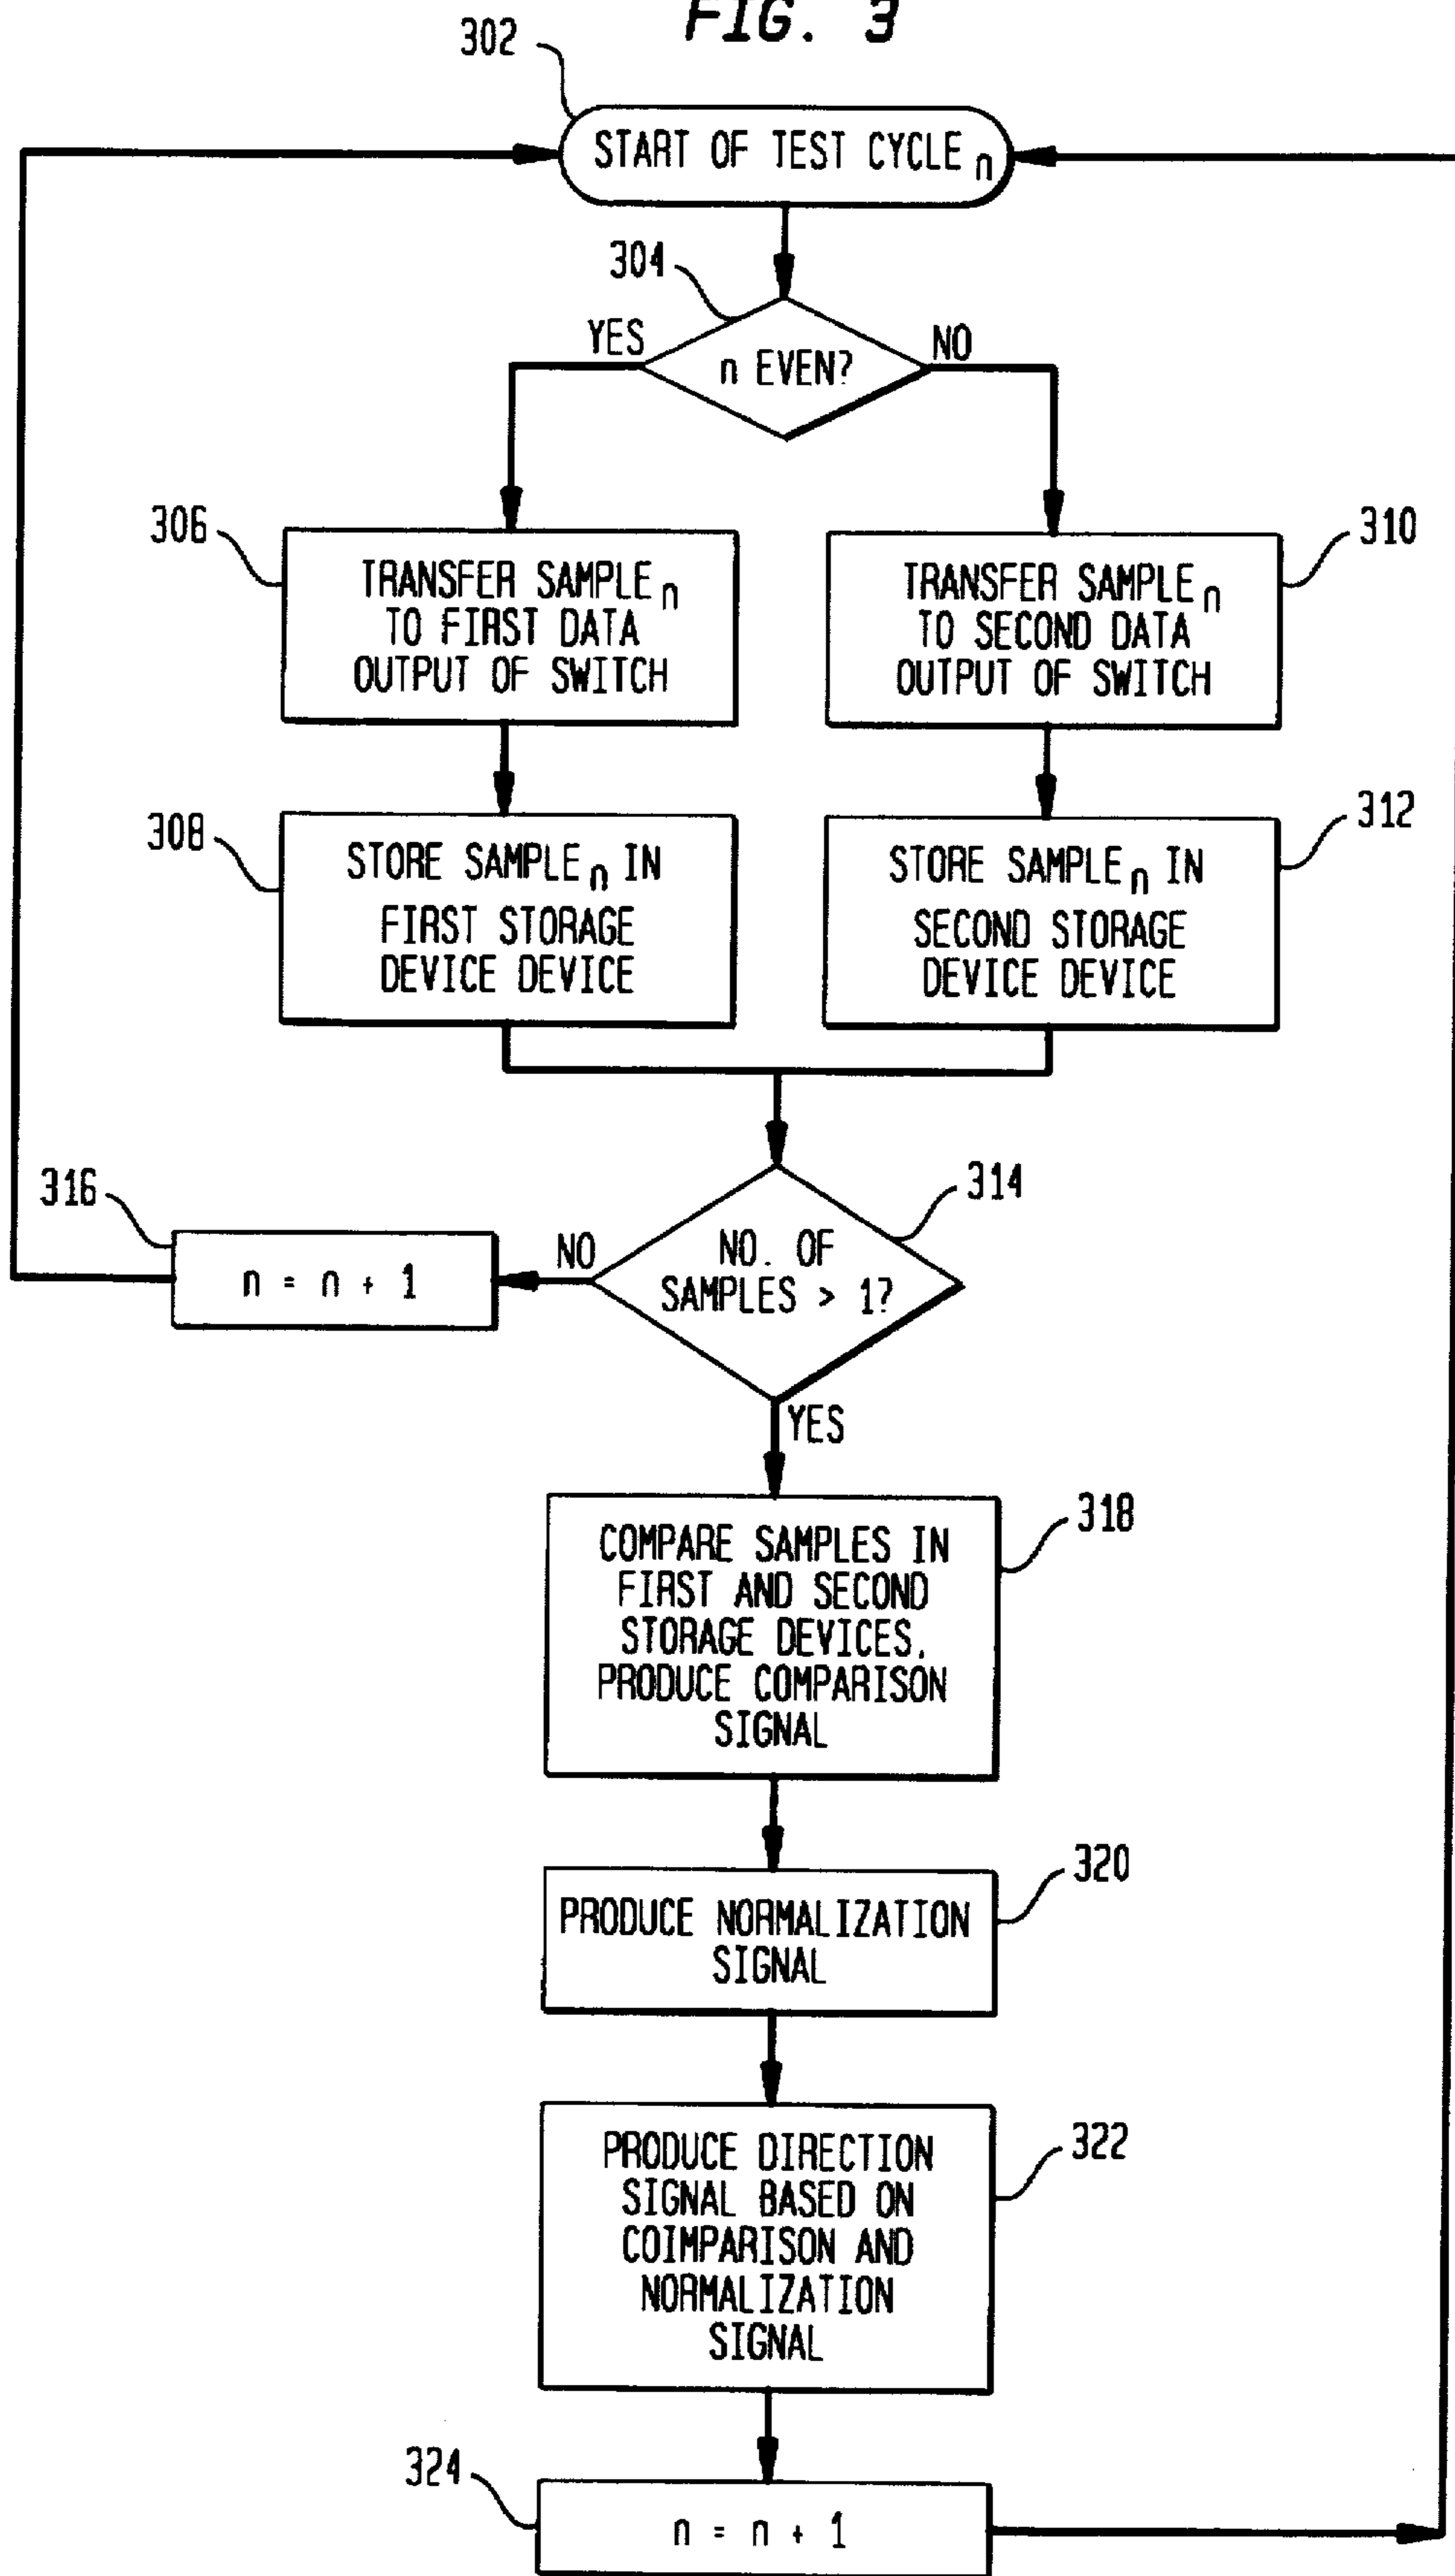 FIG. 3
302
START OF TEST CYCLE n
304
YES
n EVEN?
NO
306
TRANSFER SAMPLE n
TO FIRST DATA
OUTPUT OF SWITCH
310
TRANSFER SAMPLE n
TO SECOND DATA
OUTPUT OF SWITCH
308
STORE SAMPLE n IN
FIRST STORAGE
DEVICE DEVICE
312
STORE SAMPLE n IN
SECOND STORAGE
DEVICE DEVICE
314
NO. OF
SAMPLES > 1?
NO
316
n = n + 1
YES
318
COMPARE SAMPLES IN
FIRST AND SECOND
STORAGE DEVICES.
PRODUCE COMPARISON
SIGNAL
320
PRODUCE NORMALIZATION
SIGNAL
322
PRODUCE DIRECTION
SIGNAL BASED ON
COIMPARISON AND
NORMALIZATION
SIGNAL
324
n = n + 1